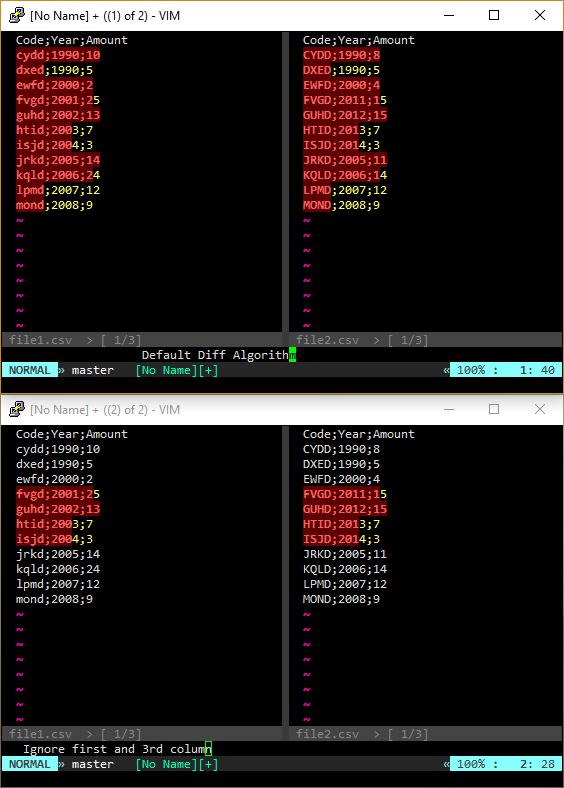 [No Name] + ((1) of 2) - VIM
Code;Year;Amount
cydd;1990;10
dxed;1990;5
ewfd;2000;2
fvgd;2001;25
guhd;2002;13
htid;2003;7
isjd;2004;3
jrkd;2005;14
kqld;2006;24
lpmd;2007;12
mond;2008;9
~
~
~
~
~
~
~
~
file1.csv > [ 1/3]
Code;Year;Amount
CYDD;1990;8
DXED;1990;5
EWFD;2000;4
FVGD;2011;15
GUHD;2012;15
HTID;2013;7
ISJD;2014;3
JRKD;2005;11
KQLD;2006;14
LPMD;2007;12
MOND;2008;9
~
~
~
~
~
~
~
~
file2.csv > [ 1/3]
Default Diff Algorithm
NORMAL » master [No Name][+] « 100% : 1: 40
[No Name] + ((2) of 2) - VIM
Code;Year;Amount
cydd;1990;10
dxed;1990;5
ewfd;2000;2
fvgd;2001;25
guhd;2002;13
htid;2003;7
isjd;2004;3
jrkd;2005;14
kqld;2006;24
lpmd;2007;12
mond;2008;9
~
~
~
~
~
~
~
~
file1.csv > [ 1/3]
Code;Year;Amount
CYDD;1990;8
DXED;1990;5
EWFD;2000;4
FVGD;2011;15
GUHD;2012;15
HTID;2013;7
ISJD;2014;3
JRKD;2005;11
KQLD;2006;14
LPMD;2007;12
MOND;2008;9
~
~
~
~
~
~
~
~
file2.csv > [ 1/3]
Ignore first and 3rd column
NORMAL » master [No Name][+] « 100% : 2: 28